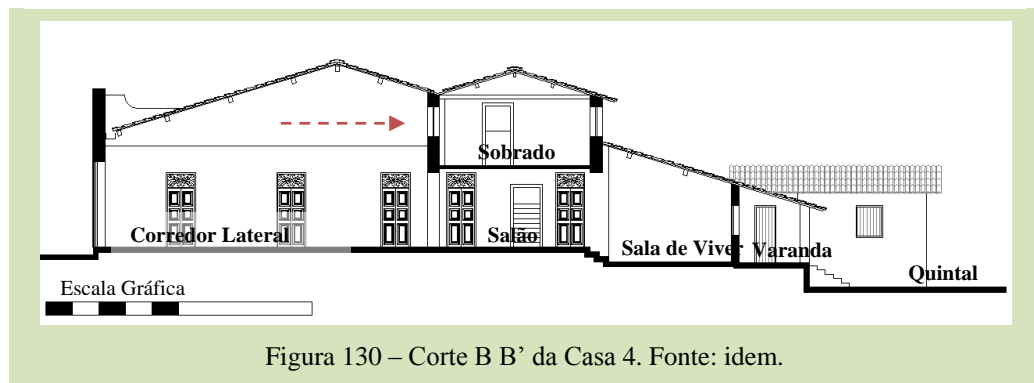 Sobrado
Corredor Lateral
Salão
Sala de Viver
Varanda
Quintal
Escala Gráfica
Figura 130 – Corte B B’ da Casa 4. Fonte: idem.